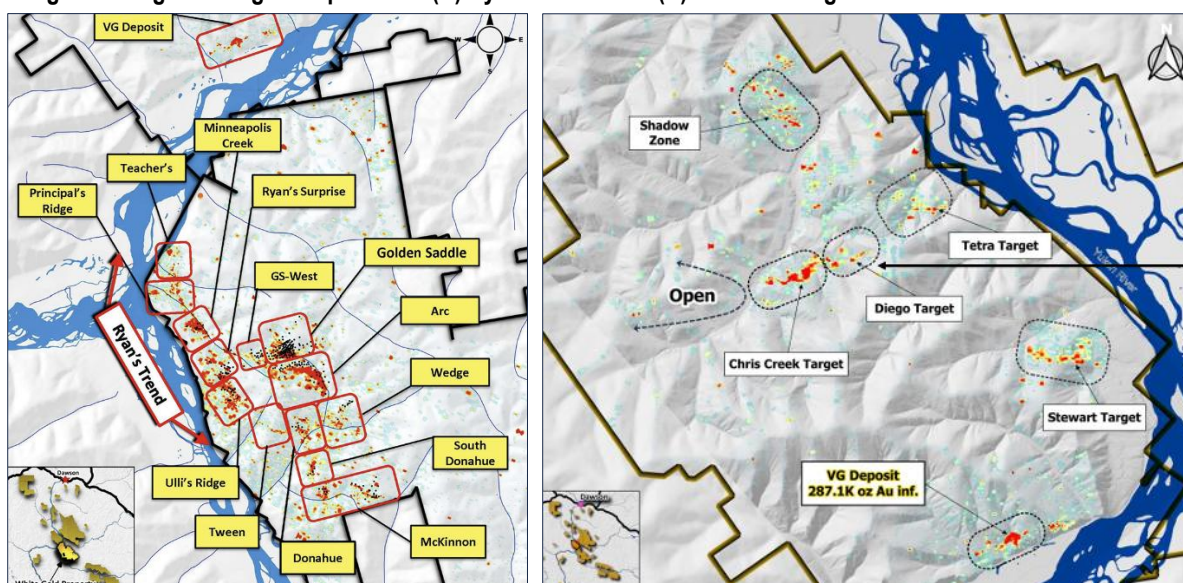 VG Deposit
N
W
E
S
Minneapolis
Creek
Teacher's
Principal's
Ridge
Ryan's Surprise
Golden Saddle
GS-West
Arc
Ryan's Trend
Wedge
South
Donahue
Ulli's Ridge
Tween
Donahue
McKinnon
Dawson
N
Shadow
Zone
Yukon River
Tetra Target
Open
Diego Target
Chris Creek Target
Stewart Target
VG Deposit
287.1K oz Au inf.
Dawson